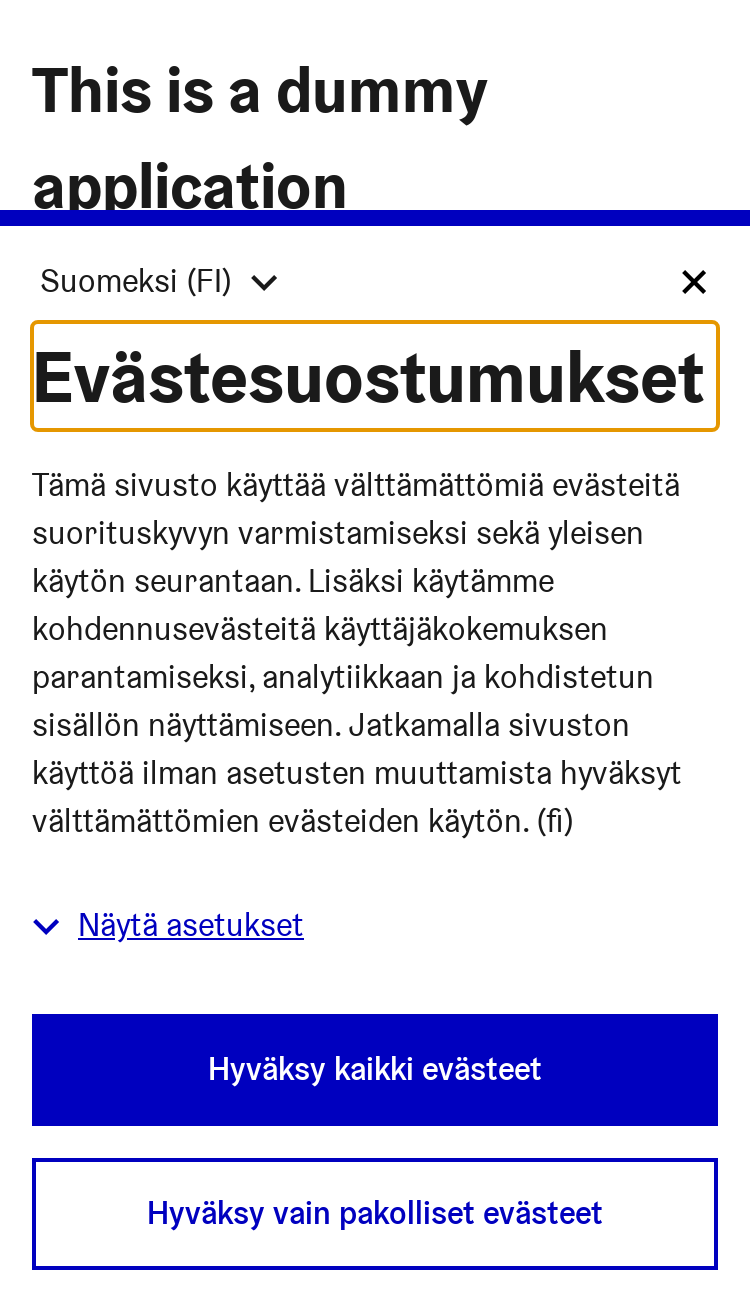 This is a dummy
application
Suomeksi (FI)
Evästesuostumukset
Tämä sivusto käyttää välttämättömiä evästeitä
suorituskyvyn varmistamiseksi sekä yleisen
käytön seurantaan. Lisäksi käytämme
kohdennusevästeitä käyttäjäkokemuksen
parantamiseksi, analytiikkaan ja kohdistetun
sisällön näyttämiseen. Jatkamalla sivuston
käyttöä ilman asetusten muuttamista hyväksyt
välttämättömien evästeiden käytön. (fi)
Näytä asetukset
Hyväksy kaikki evästeet
Hyväksy vain pakolliset evästeet